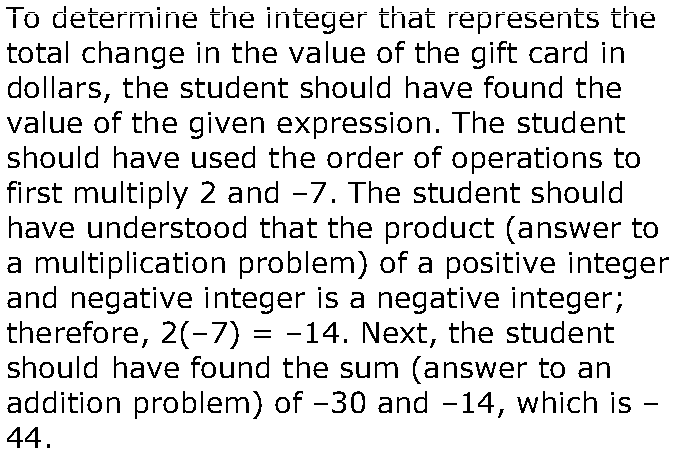 To determine the integer that represents the
total change in the value of the gift card in
dollars, the student should have found the
value of the given expression. The student
should have used the order of operations to
first multiply 2 and –7. The student should
have understood that the product (answer to
a multiplication problem) of a positive integer
and negative integer is a negative integer;
therefore, 2(–7) = –14. Next, the student
should have found the sum (answer to an
addition problem) of –30 and –14, which is –
44.